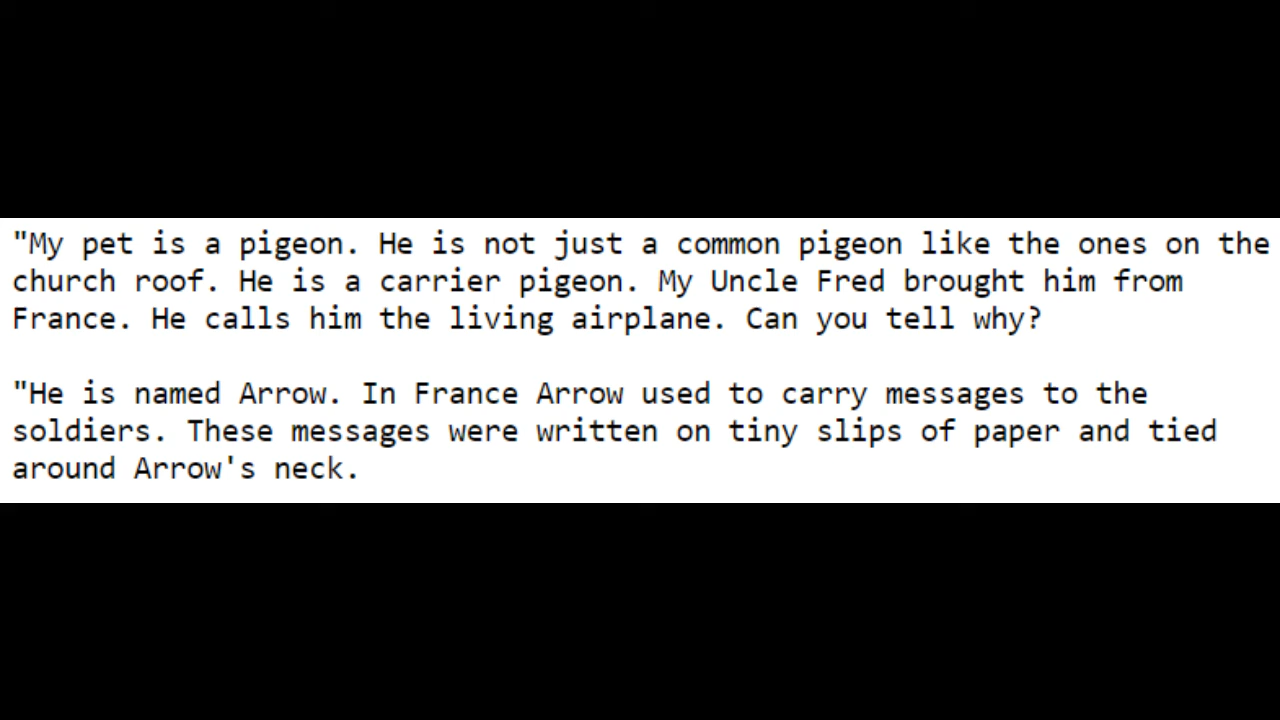 "My pet is a pigeon. He is not just a common pigeon like the ones on the
church roof. He is a carrier pigeon. My Uncle Fred brought him from
France. He calls him the living airplane. Can you tell why?
"He is named Arrow. In France Arrow used to carry messages to the
soldiers. These messages were written on tiny slips of paper and tied
around Arrow's neck.